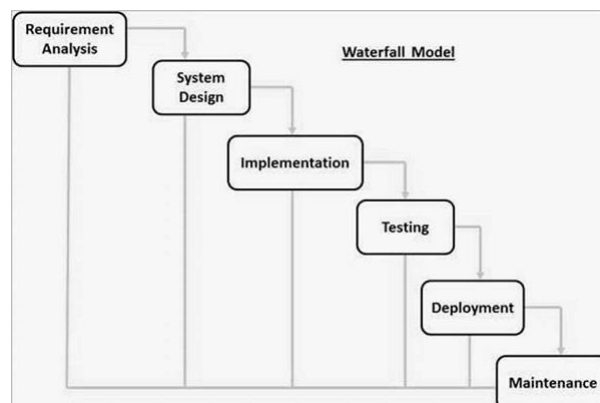 Requirement
Analysis
Waterfall Model
System
Design
Implementation
Testing
Deployment
Maintenance